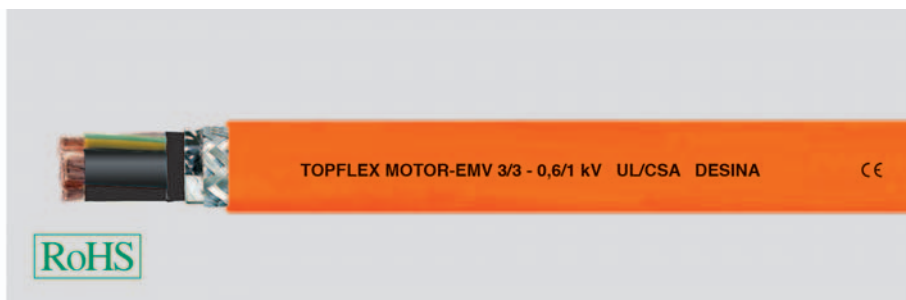 TOPFLEX MOTOR-EMV 3/3 - 0,6/1 kV UL/CSA DESINA CE
RoHS